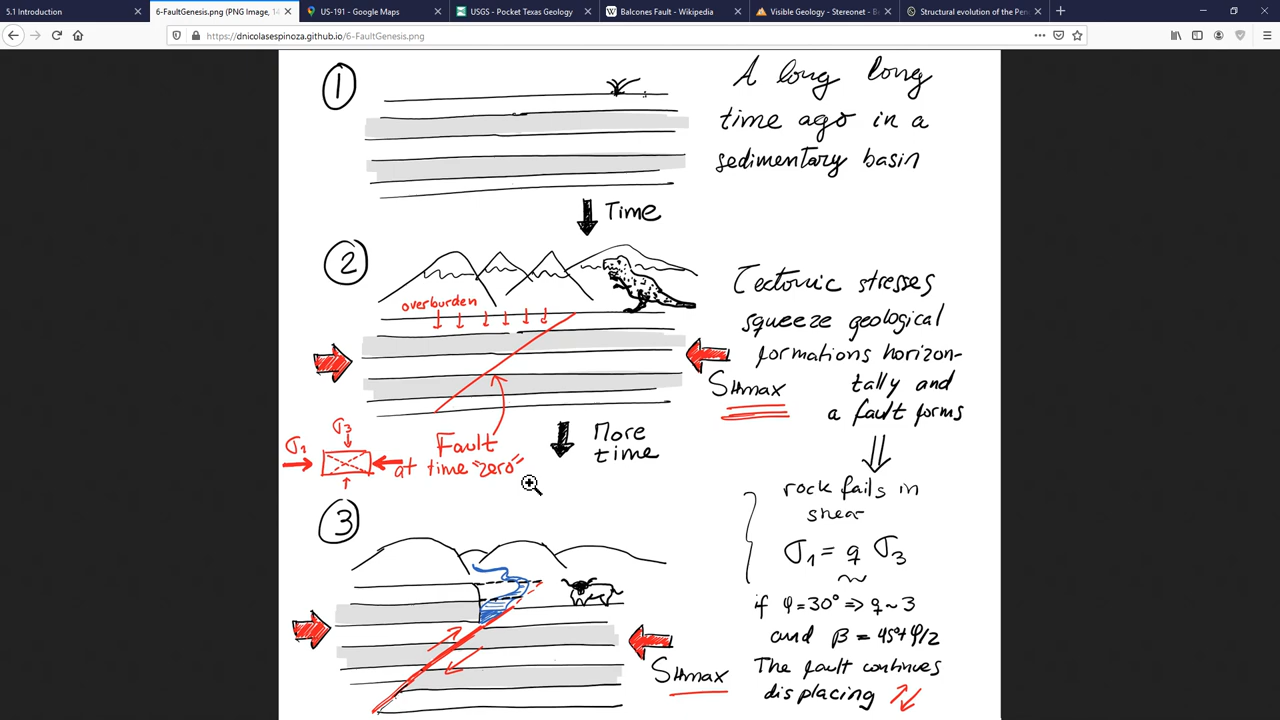 5.1 Introduction
6-FaultGenesis.png (PNG Image, 14
US-191 - Google Maps
USGS - Pocket Texas Geology
Balcones Fault - Wikipedia
Visible Geology - Stereonet - B
Structural evolution of the Pen
https://dnicolasespinoza.github.io/6-FaultGenesis.png
1
A long long
time ago in a
sedimentary basin
Time
2
overburden
Tectonic stresses
squeeze geological
formations horizon-
tally and
a fault forms
SHmax
σ1
σ3
Fault
at time "zero"
More
time
rock fails in
shear
σ1 = q σ3
if φ=30° => q~3
and β = 45°+φ/2
The fault continues
displacing
3
SHmax